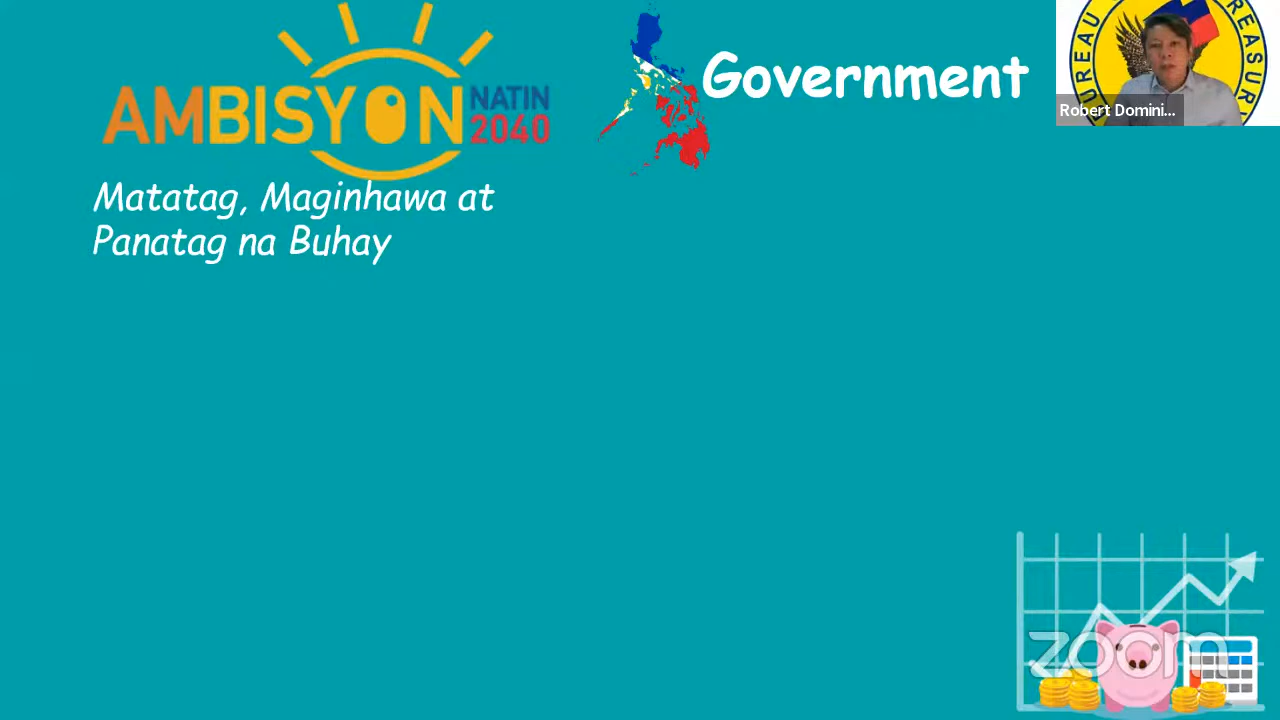 AMBISYON NATIN 2040
Government
Matatag, Maginhawa at
Panatag na Buhay
Robert Domini...
zoom